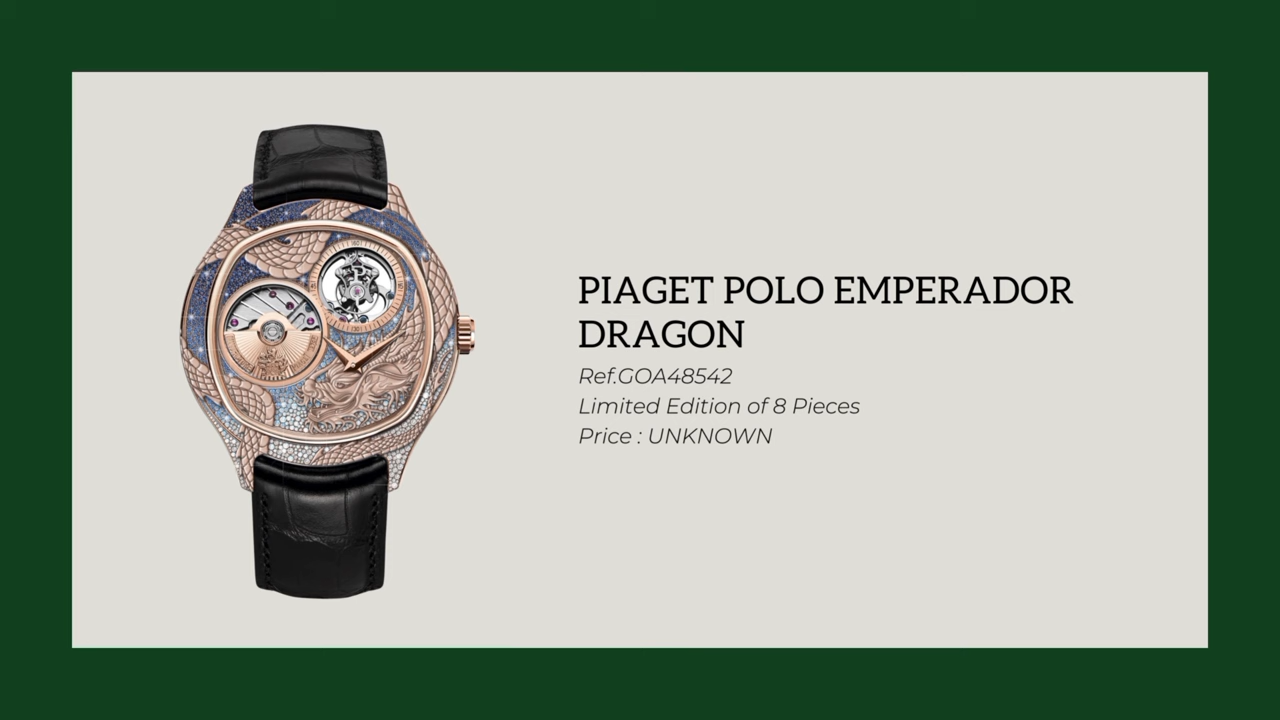 PIAGET POLO EMPERADOR
DRAGON
Ref.GOA48542
Limited Edition of 8 Pieces
Price : UNKNOWN